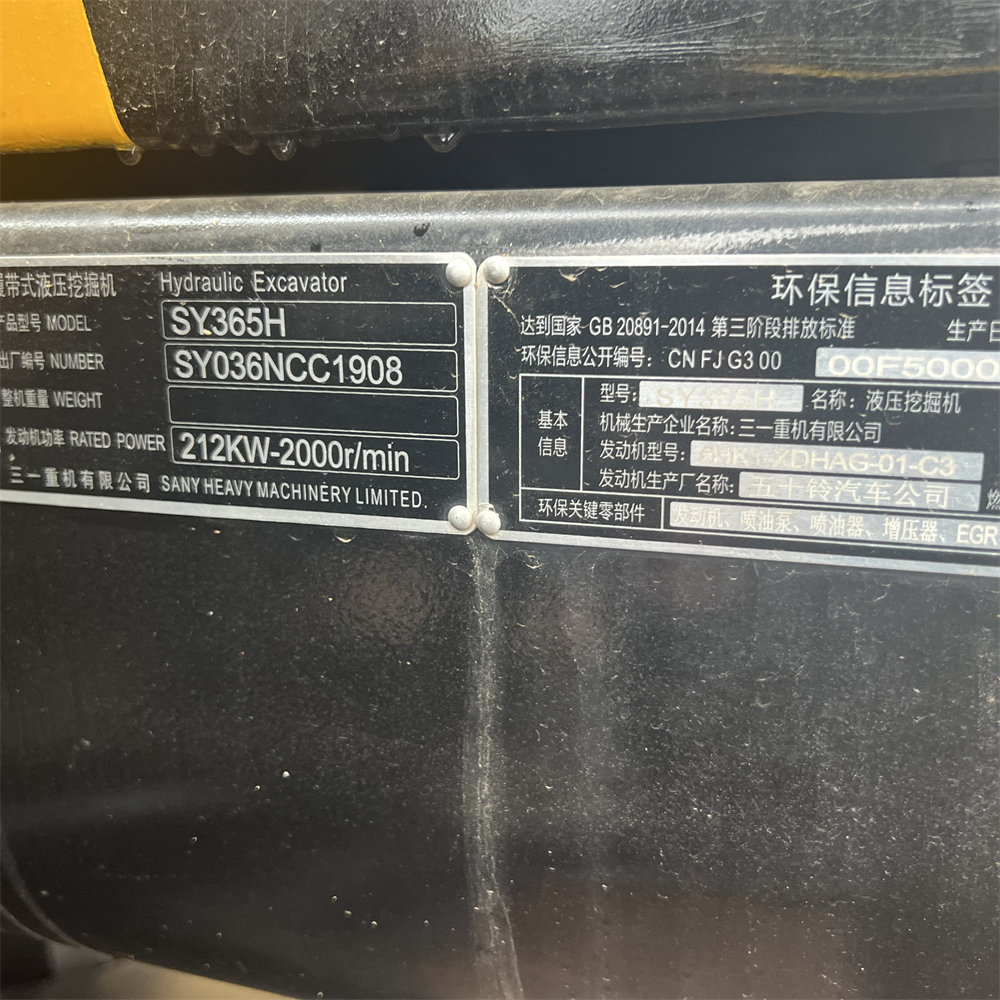 带式液压挖掘机 Hydraulic Excavator
产品型号 MODEL SY365H
出厂编号 NUMBER SY036NCC1908
整机重量 WEIGHT
发动机功率 RATED POWER 212KW-2000r/min
三一重机有限公司 SANY HEAVY MACHINERY LIMITED.
环保信息标签
达到国家 GB 20891-2014 第三阶段排放标准 生产日
环保信息公开编号: CN FJ G3 00 00F5000
基本信息
型号: SY365H 名称: 液压挖掘机
机械生产企业名称: 三一重机有限公司
发动机型号: XDHAG-01-C3
发动机生产厂名称: 五十铃汽车公司 燃
环保关键零部件 发动机、喷油泵、喷油器、增压器、EGR